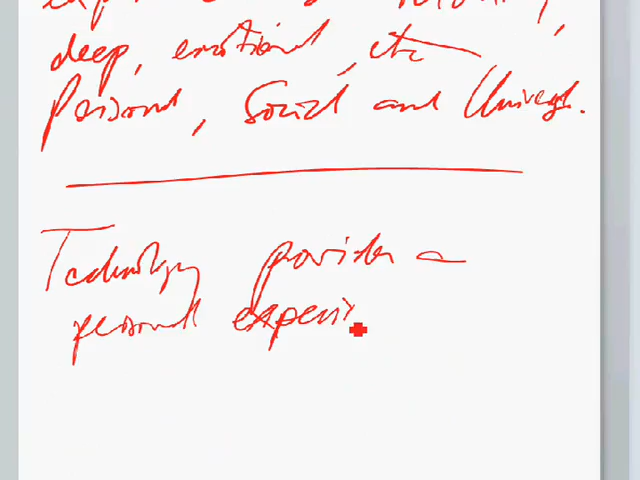 deep, emotional, etc
Personal, Social and Universal.
Technology provides a
personal experi